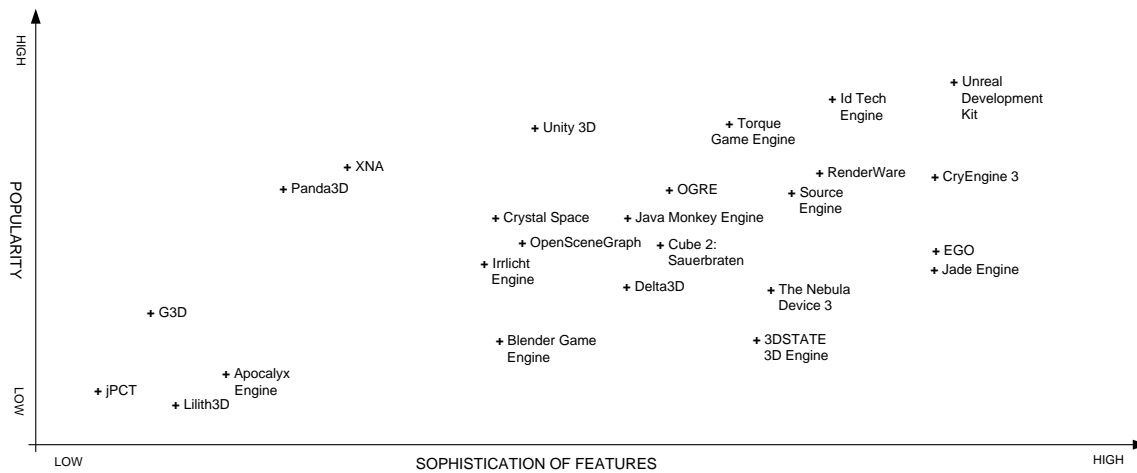 HIGH
+ Unreal
Development
Kit
+ Id Tech
Engine
+ Unity 3D
+ Torque
Game Engine
+ XNA
+ RenderWare
+ CryEngine 3
+ Panda3D
+ OGRE
+ Source
Engine
POPULARITY
+ Crystal Space
+ Java Monkey Engine
+ OpenSceneGraph
+ Cube 2:
Sauerbraten
+ EGO
+ Irrlicht
Engine
+ Jade Engine
+ Delta3D
+ The Nebula
Device 3
+ G3D
+ Blender Game
Engine
+ 3DSTATE
3D Engine
+ Apocalyx
Engine
+ jPCT
+ Lilith3D
LOW
LOW
SOPHISTICATION OF FEATURES
HIGH